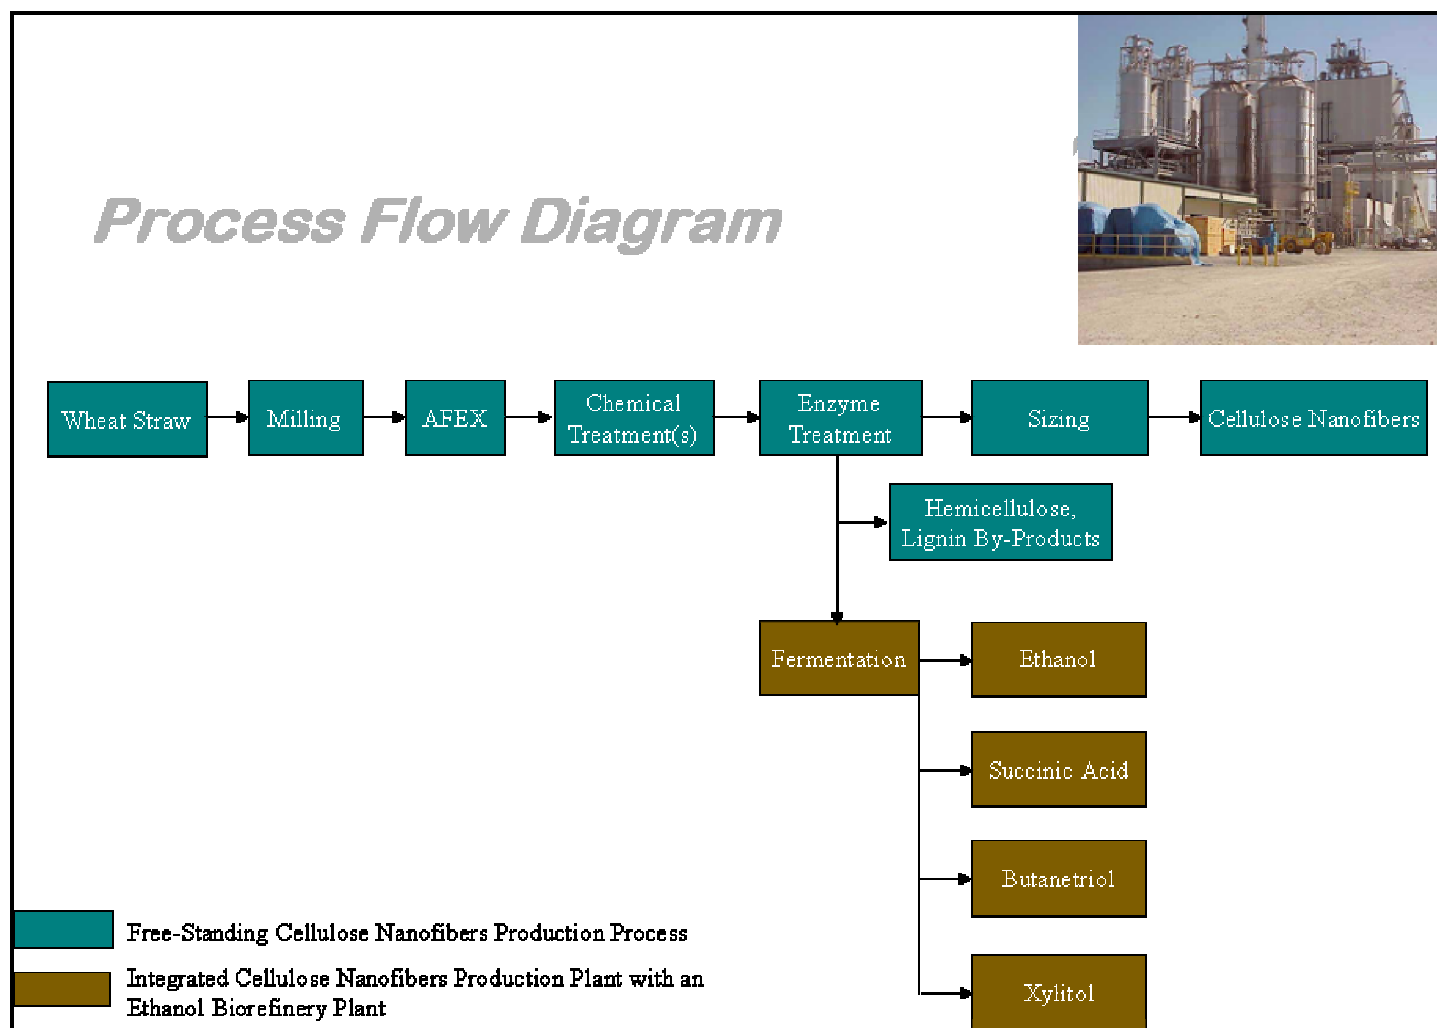 Process Flow Diagram
Wheat Straw
Milling
AFEX
Chemical
Treatment(s)
Enzyme
Treatment
Sizing
Cellulose Nanofibers
Hemicellulose,
Lignin By-Products
Fermentation
Ethanol
Succinic Acid
Butanetriol
Xylitol
Free-Standing Cellulose Nanofibers Production Process
Integrated Cellulose Nanofibers Production Plant with an
Ethanol Biorefinery Plant